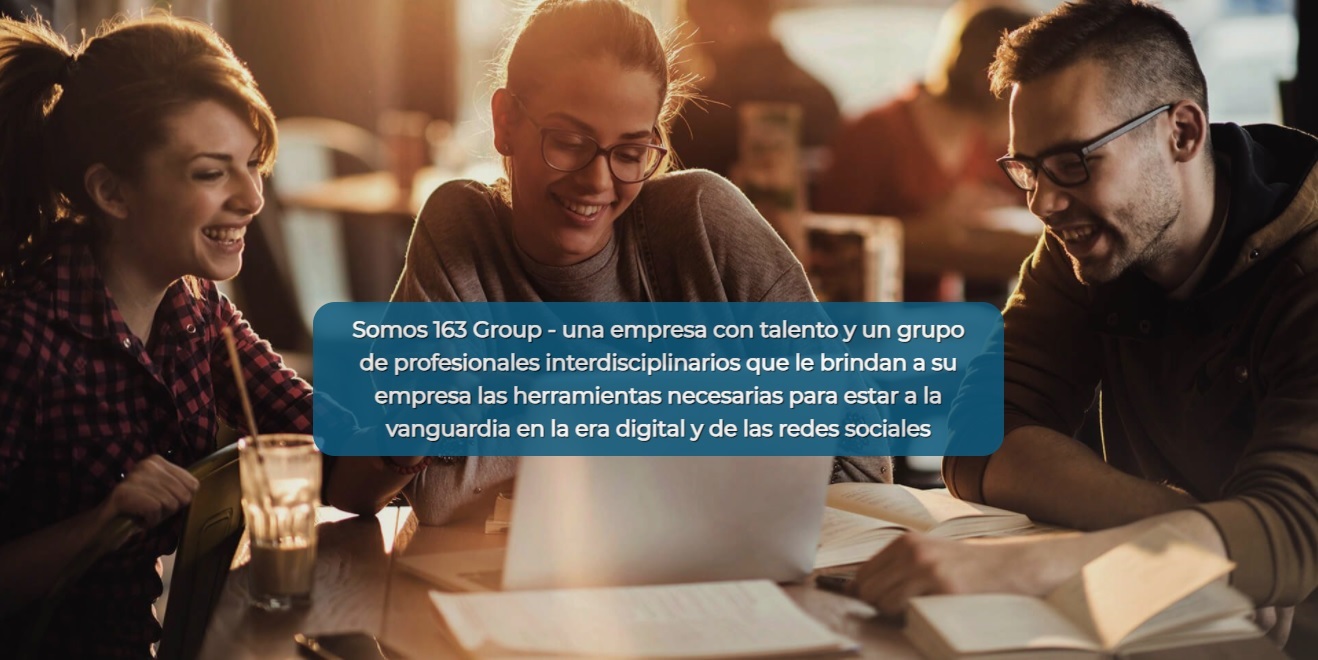 Somos 163 Group - una empresa con talento y un grupo
de profesionales interdisciplinarios que le brindan a su
empresa las herramientas necesarias para estar a la
vanguardia en la era digital y de las redes sociales